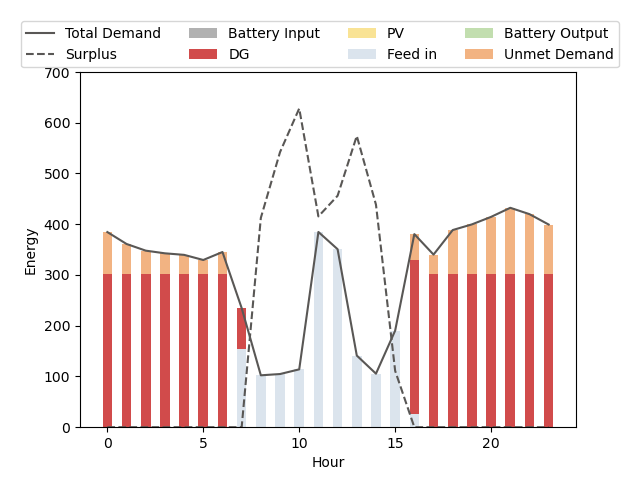 Total Demand Battery Input PV Battery Output
Surplus DG Feed in Unmet Demand
700
600
500
400
300
200
100
0
Energy
0 5 10 15 20
Hour